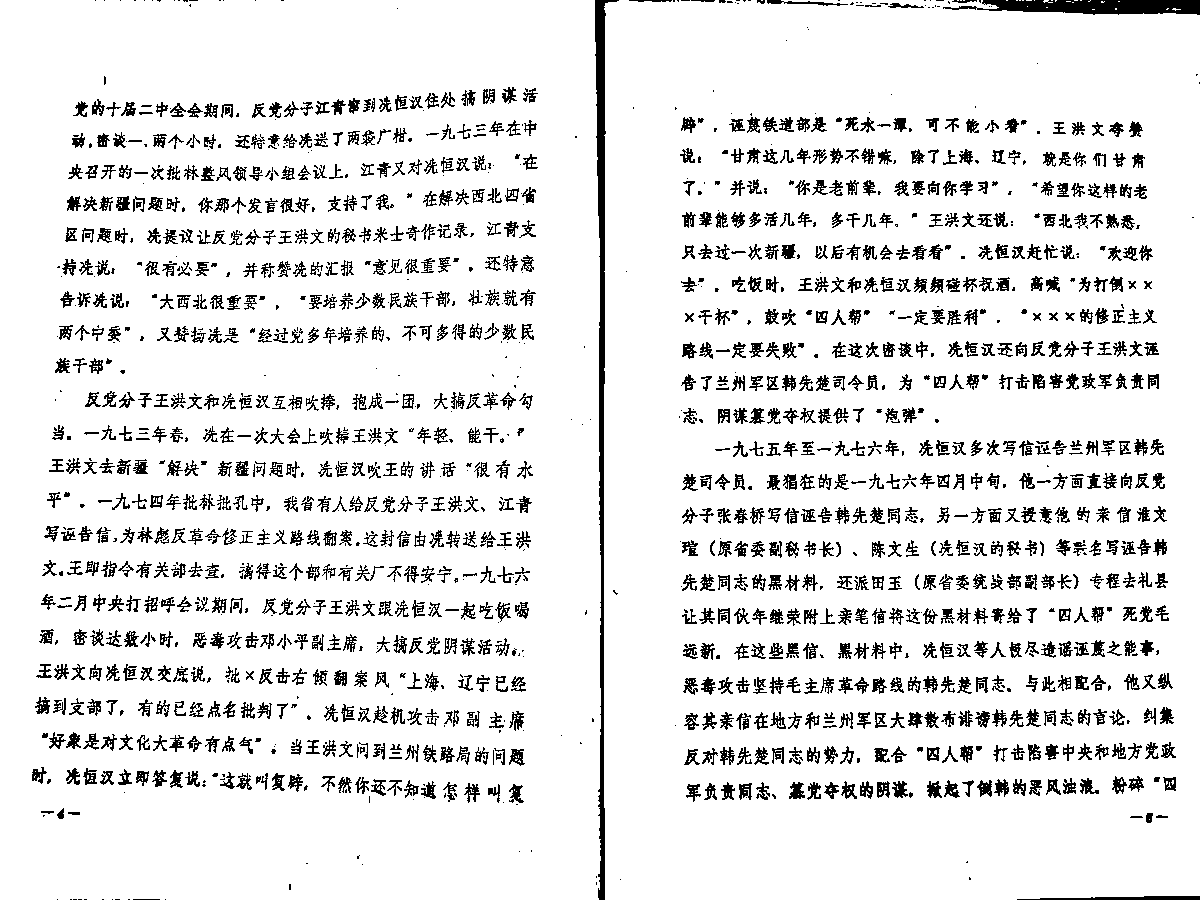 党的十届二中全会期间，反党分子江青窜到冼恒汉住处搞阴谋活
动，密谈一、两个小时，还特意给冼送了两袋广柑。一九七三年在中
央召开的一次批林整风领导小组会议上，江青又对冼恒汉说：“在
解决新疆问题时，你那个发言很好，支持了我。”在解决西北四省
区问题时，冼提议让反党分子王洪文的秘书米士奇作记录，江青支
持冼说：“很有必要”，并称赞冼的汇报“意见很重要”。还特意
告诉冼说：“大西北很重要”，“要培养少数民族干部，壮族就有
两个中委”，又赞扬冼是“经过党多年培养的、不可多得的少数民
族干部”。
反党分子王洪文和冼恒汉互相吹捧，抱成一团，大搞反革命勾
当。一九七三年春，冼在一次大会上吹捧王洪文“年轻、能干。”
王洪文去新疆“解决”新疆问题时，冼恒汉吹王的讲话“很有水
平”。一九七四年批林批孔中，我省有人给反党分子王洪文、江青
写诬告信，为林彪反革命修正主义路线翻案。这封信由冼转送给王洪
文。王即指令有关部去查，搞得这个部和有关厂不得安宁。一九七六
年二月中央打招呼会议期间，反党分子王洪文跟冼恒汉一起吃饭喝
酒，密谈达数小时，恶毒攻击邓小平副主席，大搞反党阴谋活动。
王洪文向冼恒汉交底说，批×反击右倾翻案风“上海、辽宁已经
搞到支部了，有的已经点名批判了”。冼恒汉趁机攻击邓副主席
“好象是对文化大革命有点气”。当王洪文问到兰州铁路局的问题
时，冼恒汉立即答复说：“这就叫复辟，不然你还不知道怎样叫复
—4—
辟”，诬蔑铁道部是“死水一潭，可不能小看”。王洪文夸奖
说：“甘肃这几年形势不错嘛，除了上海、辽宁，就是你们甘肃
了。”并说：“你是老前辈，我要向你学习”，“希望你这样的老
前辈能够多活几年，多干几年。”王洪文还说：“西北我不熟悉，
只去过一次新疆，以后有机会去看看”。冼恒汉赶忙说：“欢迎你
去”。吃饭时，王洪文和冼恒汉频频碰杯祝酒，高喊“为打倒××
×干杯”，鼓吹“四人帮”“一定要胜利”，“×××的修正主义
路线一定要失败”。在这次密谈中，冼恒汉还向反党分子王洪文诬
告了兰州军区韩先楚司令员，为“四人帮”打击陷害党政军负责同
志、阴谋篡党夺权提供了“炮弹”。
一九七五年至一九七六年，冼恒汉多次写信诬告兰州军区韩先
楚司令员。最猖狂的是一九七六年四月中旬，他一方面直接向反党
分子张春桥写信诬告韩先楚同志，另一方面又授意他的亲信淮文
瑄（原省委副秘书长）、陈文生（冼恒汉的秘书）等联名写诬告韩
先楚同志的黑材料，还派田玉（原省委统战部副部长）专程去礼县
让其同伙年继荣附上亲笔信将这份黑材料寄给了“四人帮”死党毛
远新。在这些黑信、黑材料中，冼恒汉等人极尽造谣诬蔑之能事，
恶毒攻击坚持毛主席革命路线的韩先楚同志。与此相配合，他又纵
容其亲信在地方和兰州军区大肆散布诽谤韩先楚同志的言论，纠集
反对韩先楚同志的势力，配合“四人帮”打击陷害中央和地方党政
军负责同志、篡党夺权的阴谋，掀起了倒韩的恶风浊浪。粉碎“四
—5—